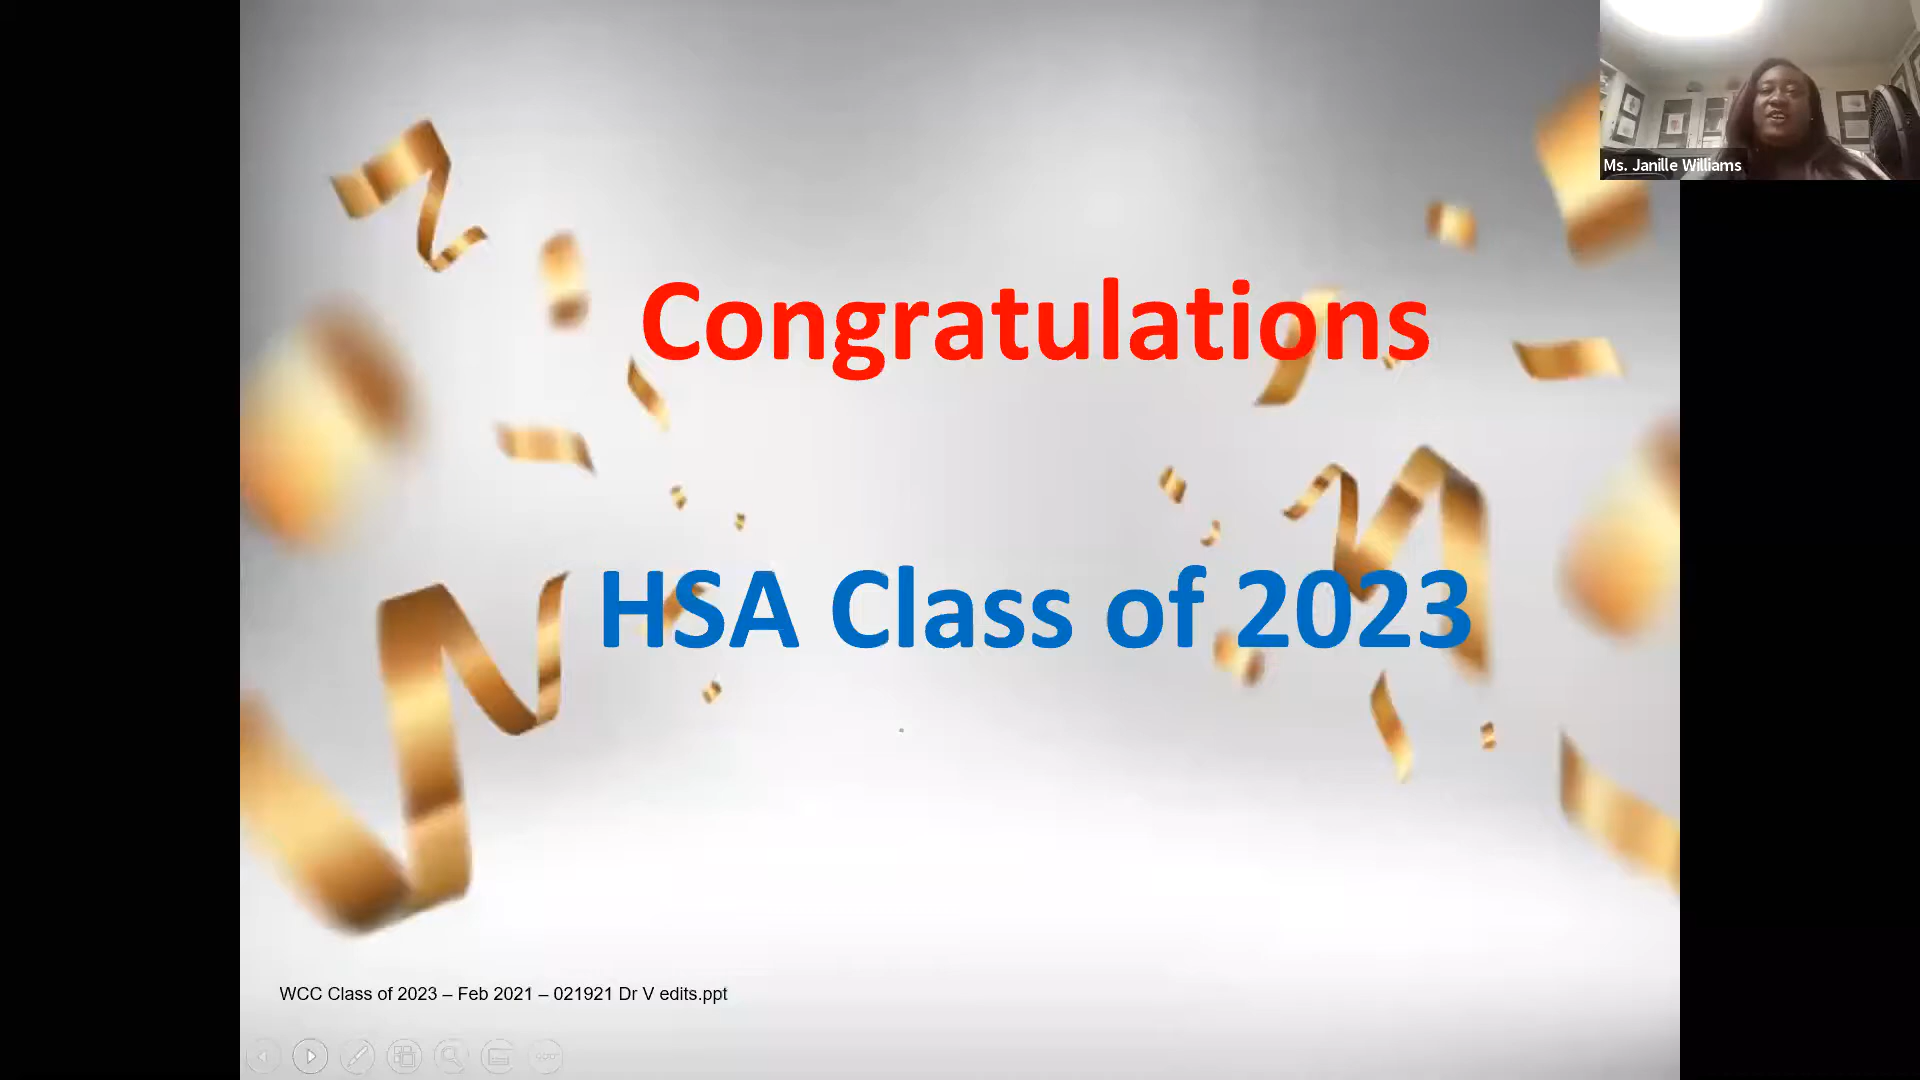 Ms. Janille Williams
Congratulations
HSA Class of 2023
WCC Class of 2023 – Feb 2021 – 021921 Dr V edits.ppt